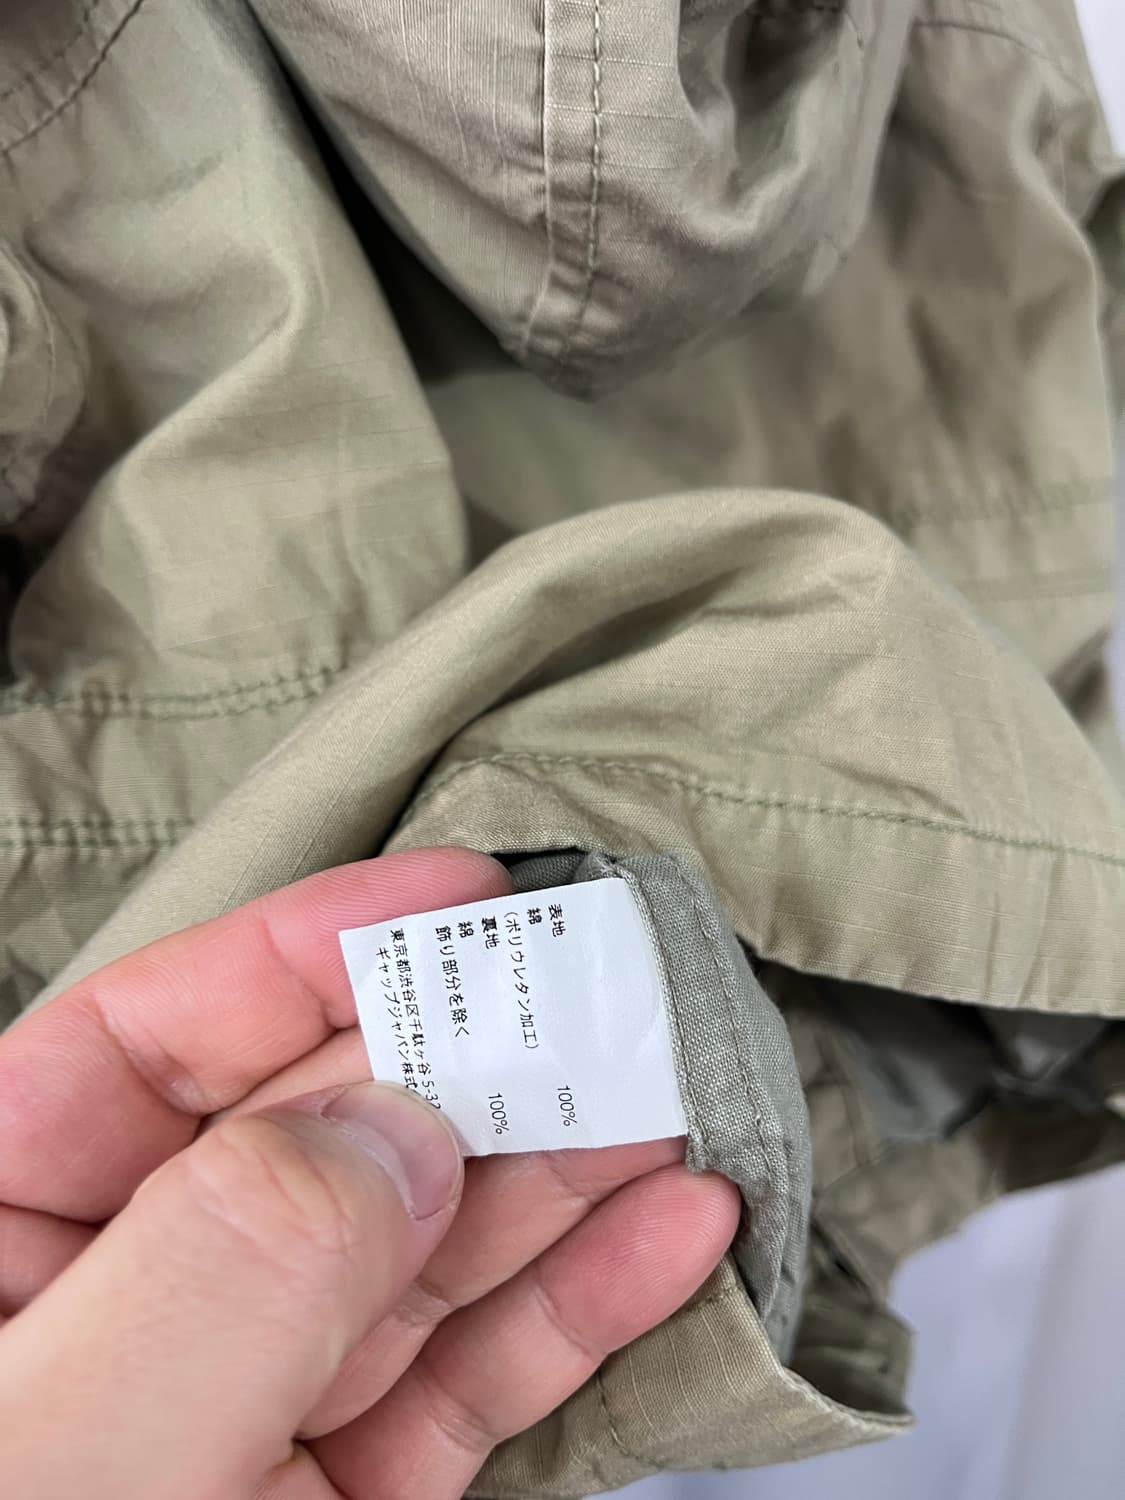 表地
綿 100%
(ポリウレタン加工)
裏地
綿 100%
飾り部分を除く
東京都渋谷区千駄ヶ谷 5-32
ギャップジャパン株式